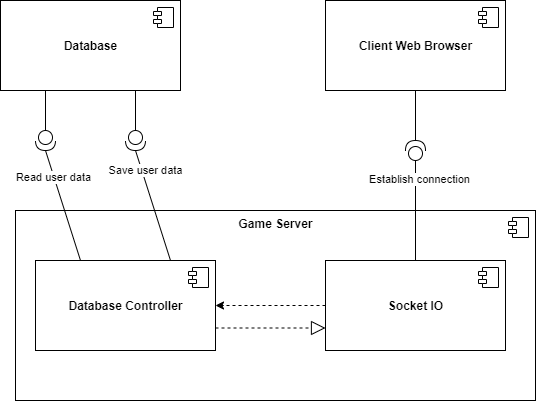 Database
Client Web Browser
Read user data
Save user data
Establish connection
Game Server
Database Controller
Socket IO